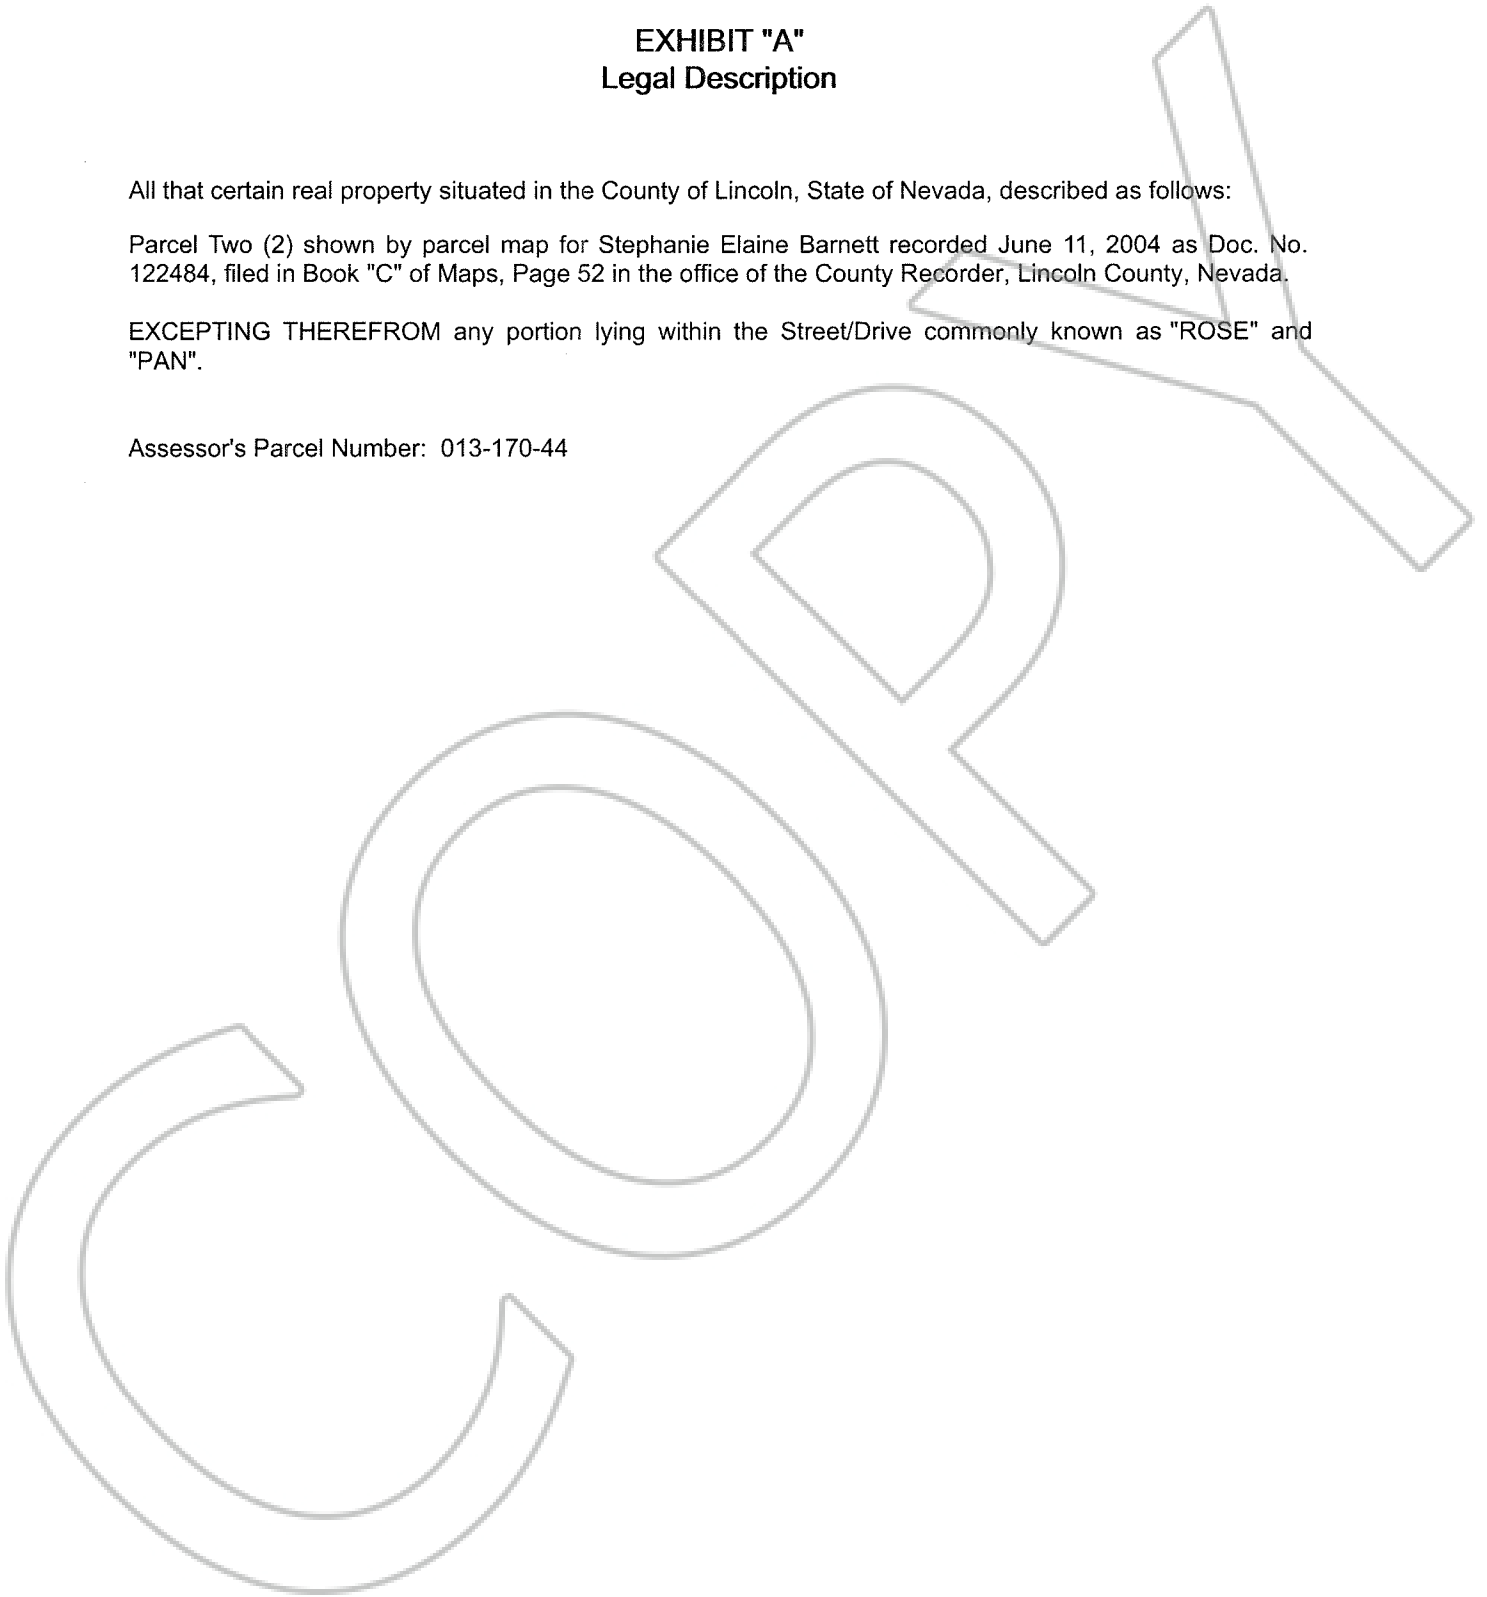 EXHIBIT "A"
Legal Description
All that certain real property situated in the County of Lincoln, State of Nevada, described as follows:
Parcel Two (2) shown by parcel map for Stephanie Elaine Barnett recorded June 11, 2004 as Doc. No.
122484, filed in Book "C" of Maps, Page 52 in the office of the County Recorder, Lincoln County, Nevada.
EXCEPTING THEREFROM any portion lying within the Street/Drive commonly known as "ROSE" and
"PAN".
Assessor's Parcel Number: 013-170-44
COPY